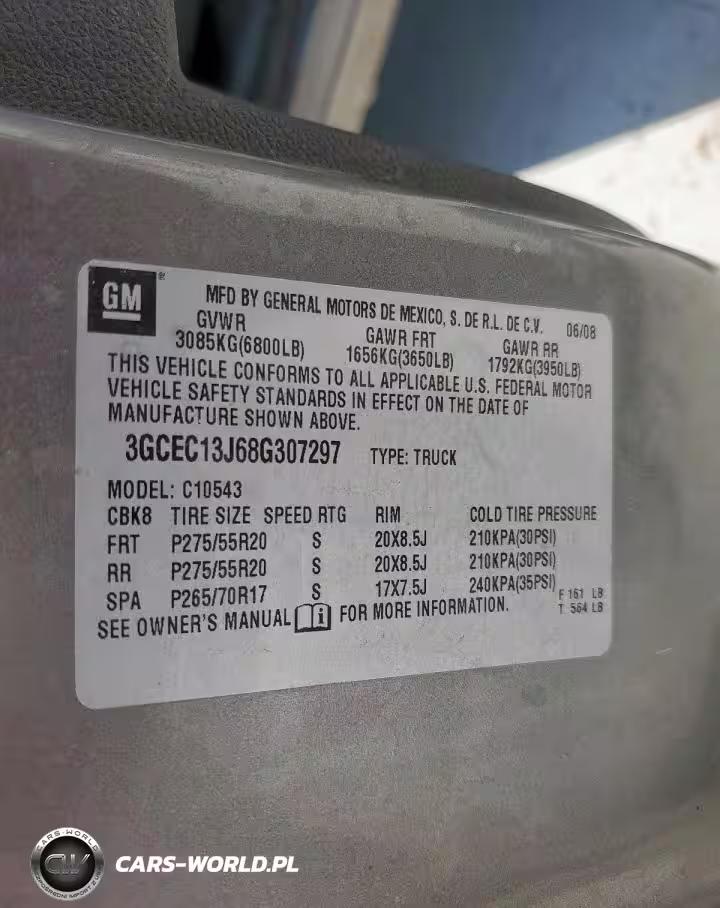 GM ®
MFD BY GENERAL MOTORS DE MEXICO, S. DE R.L. DE C.V. 06/08
GVWR GAWR FRT GAWR RR
3085KG(6800LB) 1656KG(3650LB) 1792KG(3950LB)
THIS VEHICLE CONFORMS TO ALL APPLICABLE U.S. FEDERAL MOTOR
VEHICLE SAFETY STANDARDS IN EFFECT ON THE DATE OF
MANUFACTURE SHOWN ABOVE.
3GCEC13J68G307297 TYPE: TRUCK
MODEL: C10543
CBK8 TIRE SIZE SPEED RTG RIM COLD TIRE PRESSURE
FRT P275/55R20 S 20X8.5J 210KPA(30PSI)
RR P275/55R20 S 20X8.5J 210KPA(30PSI)
SPA P265/70R17 S 17X7.5J 240KPA(35PSI) F 161 LB
SEE OWNER'S MANUAL i FOR MORE INFORMATION. T 564 LB
CARS-WORLD
CW
CARS-WORLD.PL